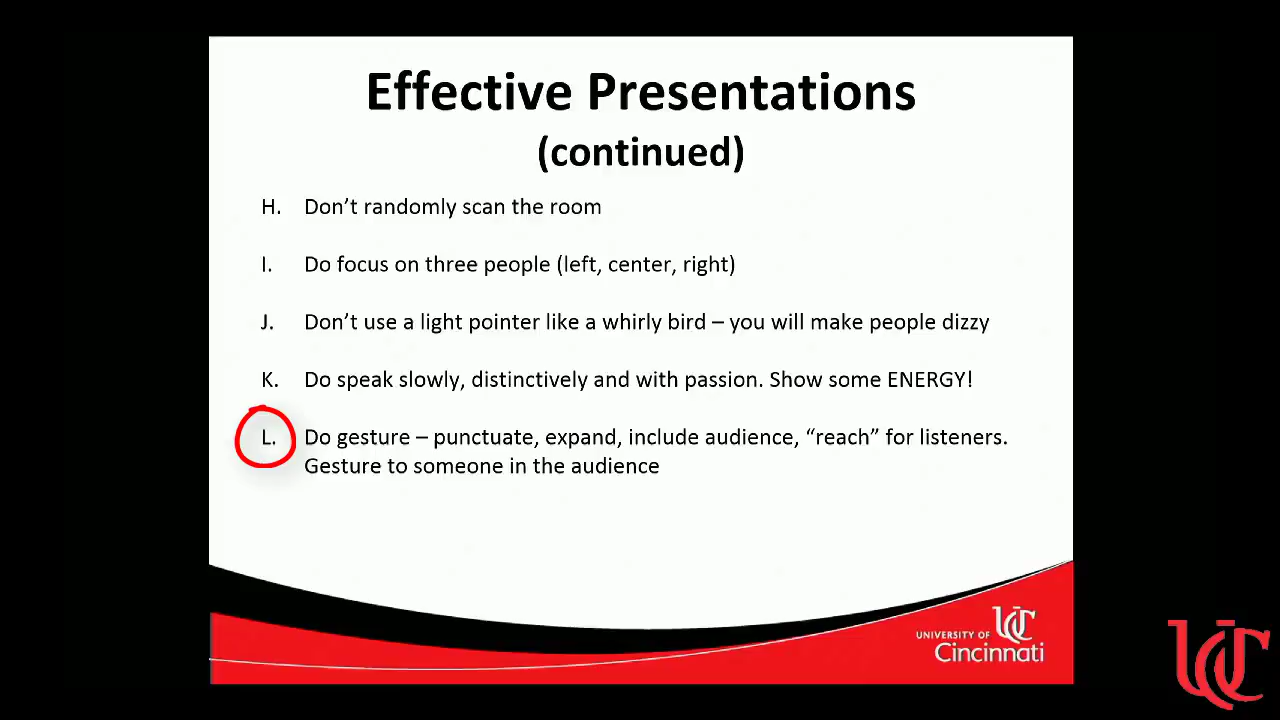 Effective Presentations
(continued)
H. Don’t randomly scan the room
I. Do focus on three people (left, center, right)
J. Don’t use a light pointer like a whirly bird – you will make people dizzy
K. Do speak slowly, distinctively and with passion. Show some ENERGY!
L. Do gesture – punctuate, expand, include audience, “reach” for listeners.
Gesture to someone in the audience
UNIVERSITY OF UC
Cincinnati
UC